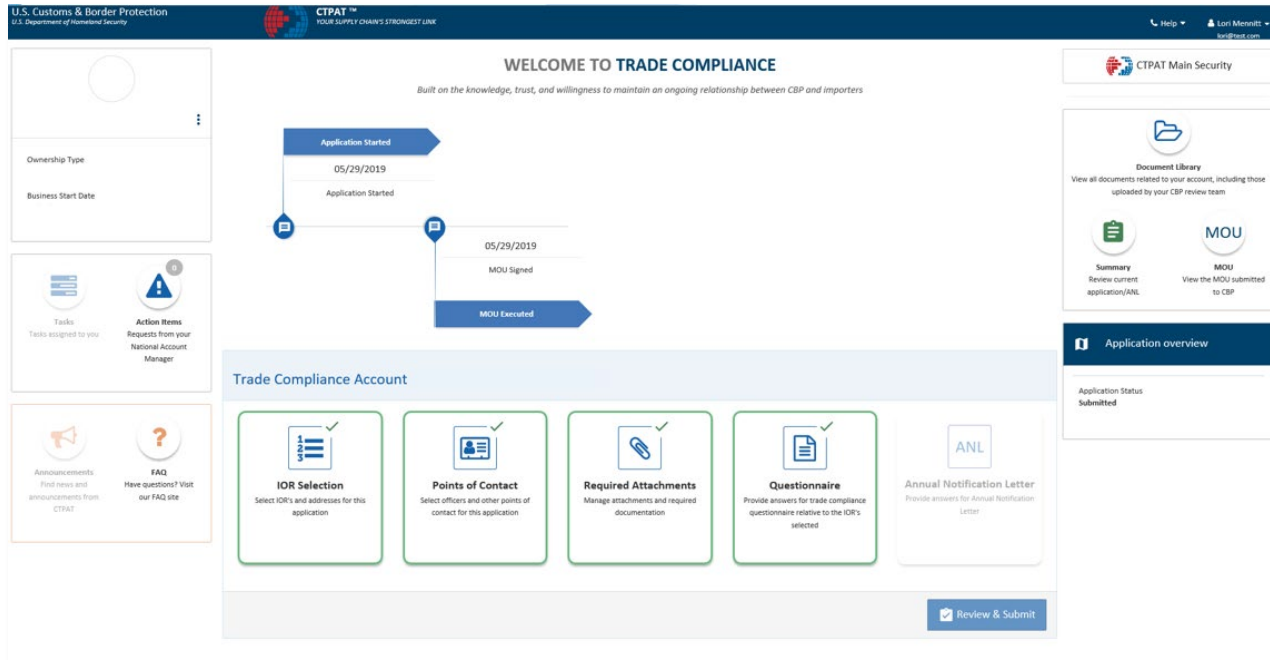 U.S. Customs & Border Protection
U.S. Department of Homeland Security
CTPAT ™
YOUR SUPPLY CHAIN'S STRONGEST LINK
Help
Lori Mennitt
lori@test.com
WELCOME TO TRADE COMPLIANCE
Built on the knowledge, trust, and willingness to maintain an ongoing relationship between CBP and importers
Ownership Type
Business Start Date
Application Started
05/29/2019
Application Started
05/29/2019
MOU Signed
MOU Executed
Tasks
Tasks assigned to you
0
Action Items
Requests from your
National Account
Manager
Announcements
Find news and
announcements from
CTPAT
?
FAQ
Have questions? Visit
our FAQ site
Trade Compliance Account
1
2
3
IOR Selection
Select IOR's and addresses for this
application
Points of Contact
Select officers and other points of
contact for this application
Required Attachments
Manage attachments and required
documentation
Questionnaire
Provide answers for trade compliance
questionnaire relative to the IOR's
selected
ANL
Annual Notification Letter
Provide answers for Annual Notification
Letter
Review & Submit
CTPAT Main Security
Document Library
View all documents related to your account, including those
uploaded by your CBP review team
Summary
Review current
application/ANL
MOU
MOU
View the MOU submitted
to CBP
Application overview
Application Status
Submitted